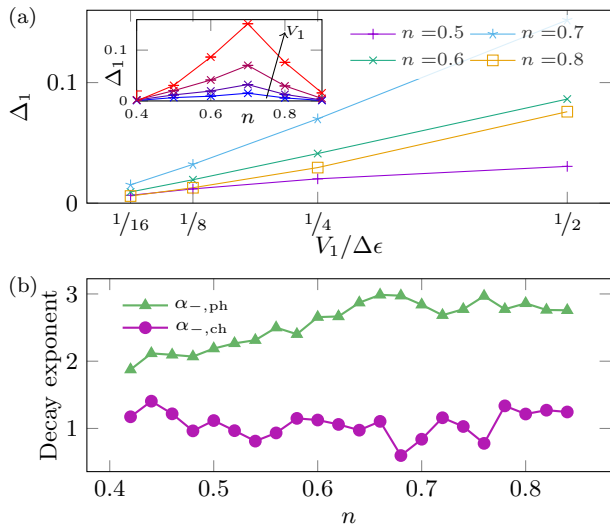 (a)
Δ₁
0.1
0
0.1
0
Δ₁
V₁
0.4 0.6 0.8
n
n =0.5 n =0.7
n =0.6 n =0.8
1/16 1/8 1/4 1/2
V₁/Δϵ
(b)
Decay exponent
3
2
1
α₋,ph
α₋,ch
0.4 0.5 0.6 0.7 0.8
n